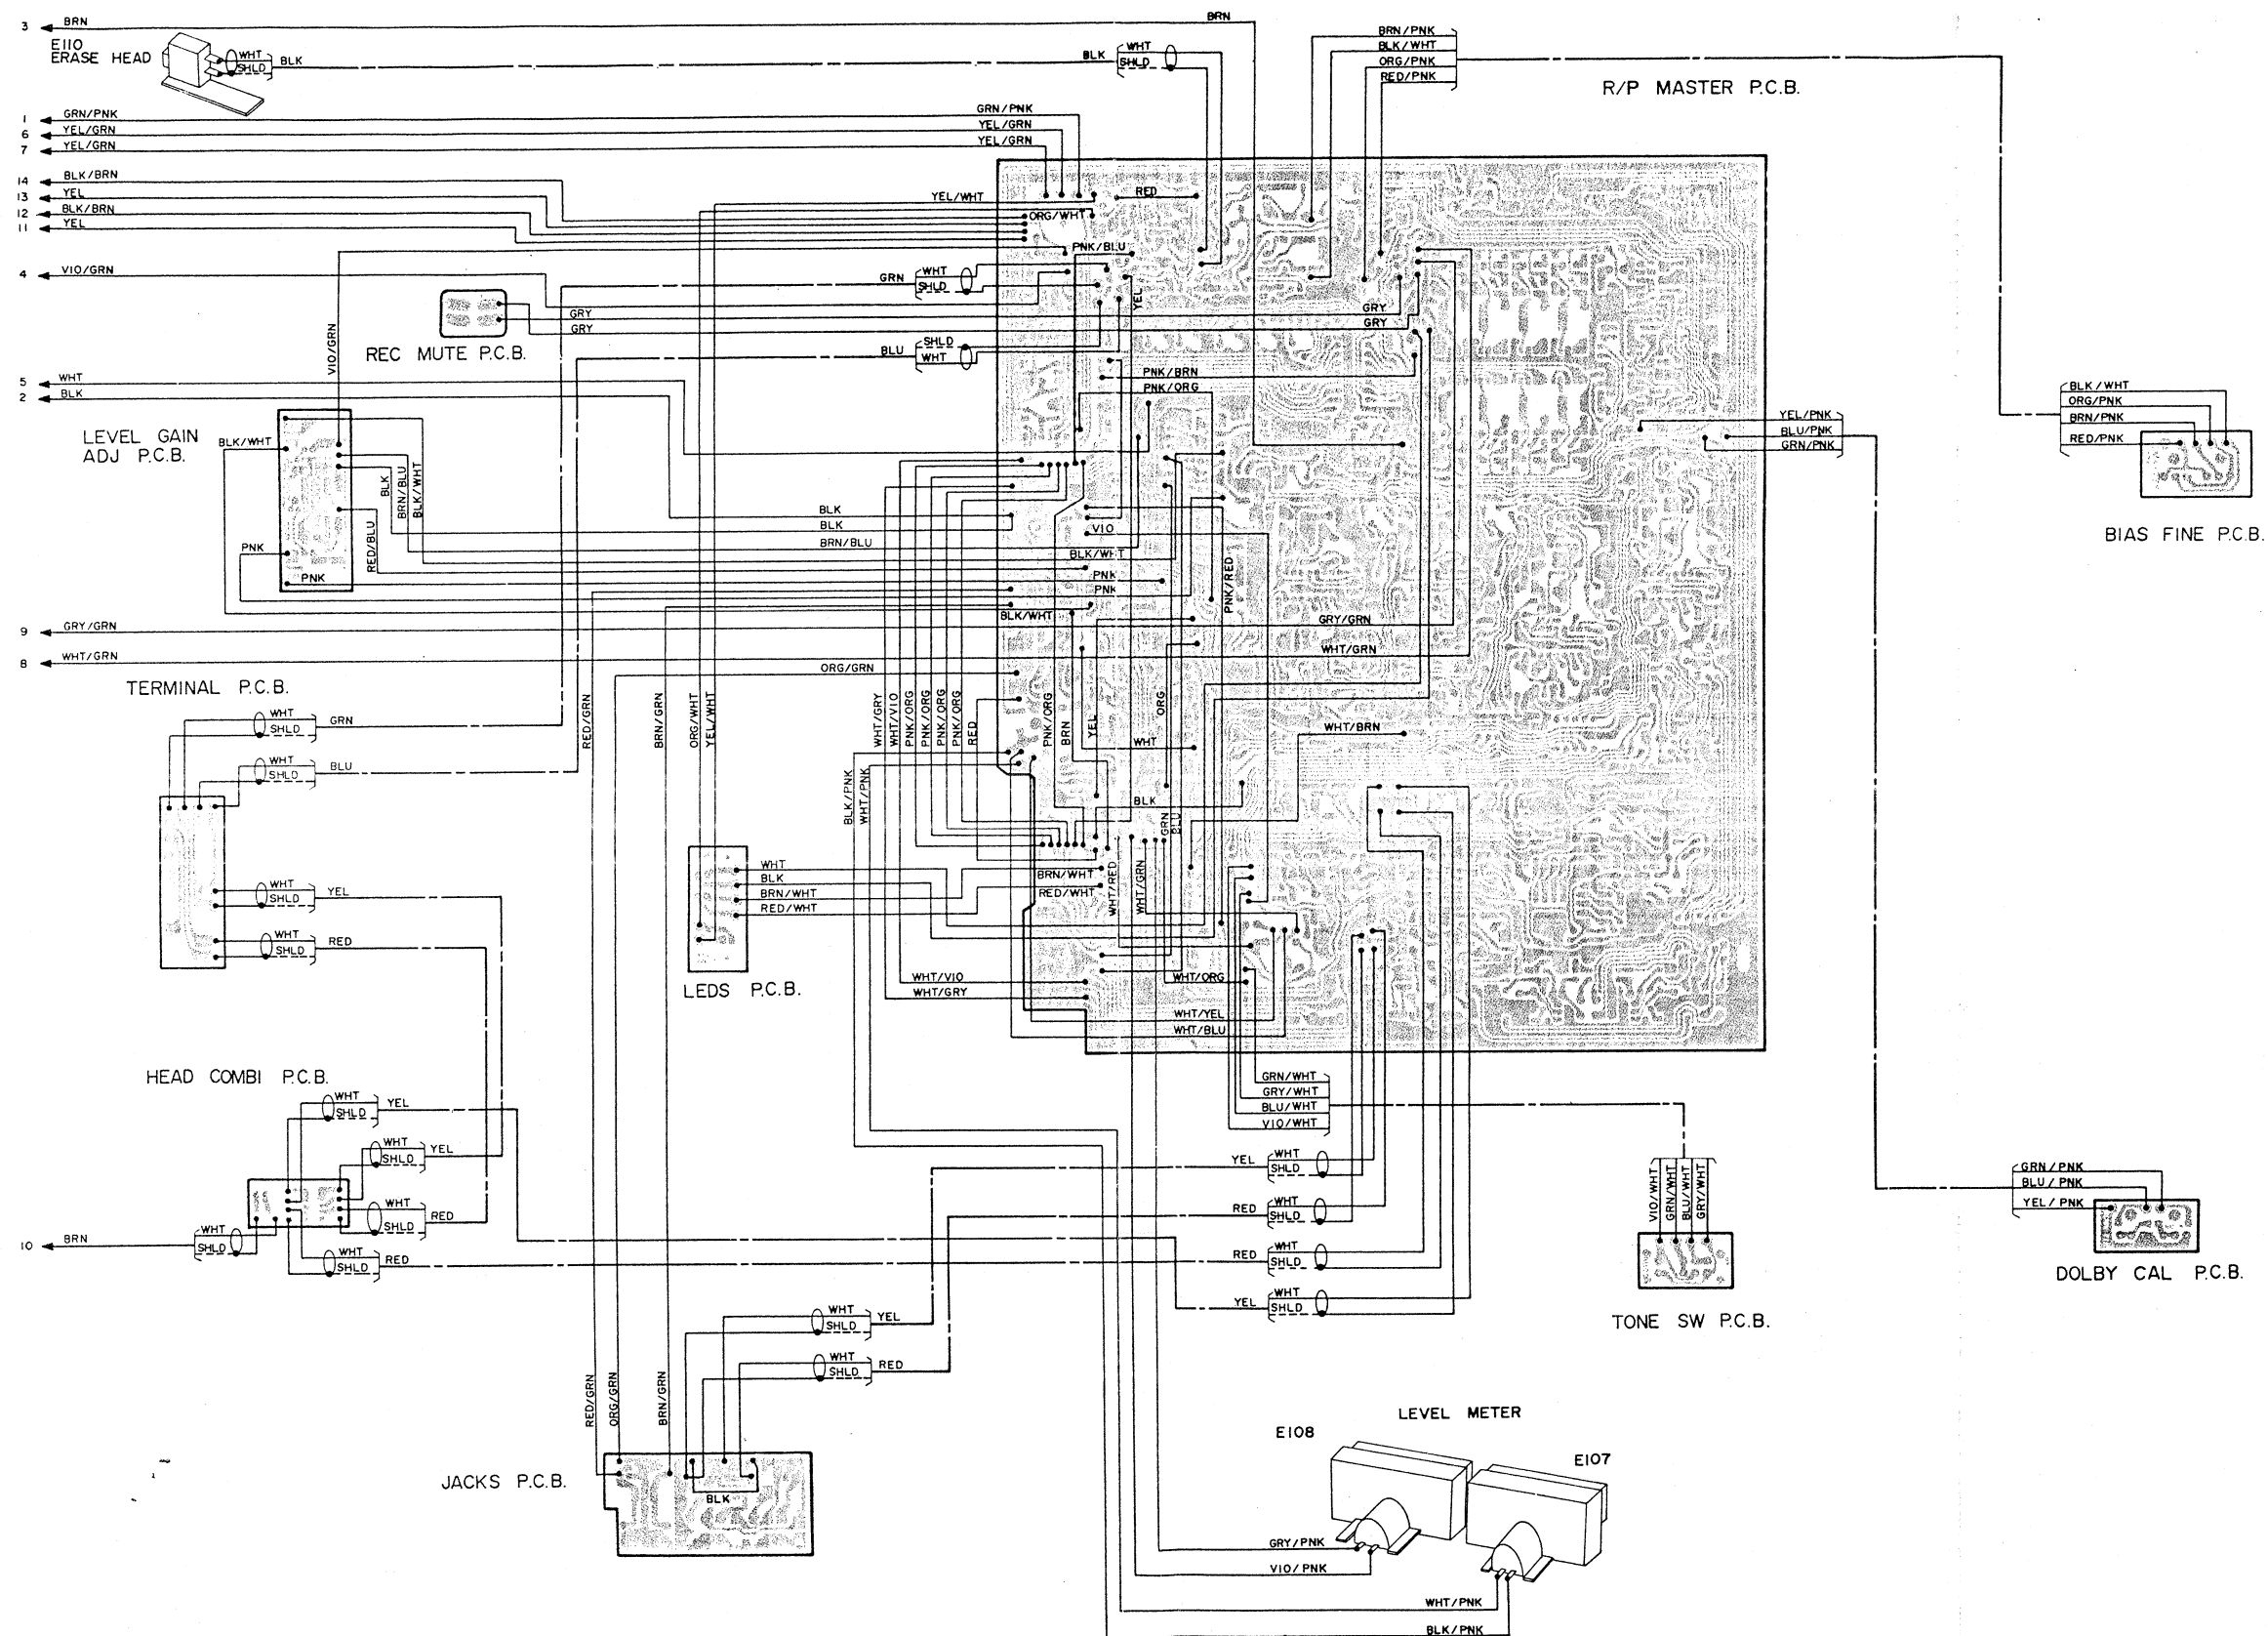 3 BRN BRN
E110
ERASE HEAD
WHT
SHLD
BLK
BLK
WHT
SHLD
BRN/PNK
BLK/WHT
ORG/PNK
RED/PNK
R/P MASTER P.C.B.
1 GRN/PNK GRN/PNK
6 YEL/GRN YEL/GRN
7 YEL/GRN YEL/GRN
14 BLK/BRN
13 YEL
12 BLK/BRN
11 YEL
YEL/WHT
RED
ORG/WHT
PNK/BLU
4 VIO/GRN
GRN
WHT
SHLD
YEL
GRY
GRY
GRY
GRY
REC MUTE P.C.B.
VIO/GRN
BLU
SHLD
WHT
PNK/BRN
PNK/ORG
5 WHT
2 BLK
LEVEL GAIN
ADJ P.C.B.
BLK/WHT
BLK
BRN/BLU
BLK/WHT
RED/BLU
PNK
PNK
BLK
BLK
BRN/BLU
VIO
BLK/WHT
PNK
PNK
PNK/RED
BLK/WHT
YEL/PNK
BLU/PNK
GRN/PNK
BLK/WHT
ORG/PNK
BRN/PNK
RED/PNK
BIAS FINE P.C.B.
9 GRY/GRN GRY/GRN
8 WHT/GRN WHT/GRN
ORG/GRN
TERMINAL P.C.B.
WHT
SHLD
GRN
WHT
SHLD
BLU
RED/GRN
BRN/GRN
ORG/WHT
YEL/WHT
WHT/GRY
WHT/VIO
PNK/ORG
PNK/ORG
PNK/ORG
PNK/ORG
RED
PNK/ORG
BRN
YEL
ORG
WHT
WHT/BRN
BLK/PNK
WHT/PNK
BLK
GRN
BLU
WHT
SHLD
YEL
WHT
SHLD
RED
WHT
BLK
BRN/WHT
RED/WHT
BRN/WHT
RED/WHT
WHT/RED
WHT/GRN
LEDS P.C.B.
WHT/VIO
WHT/GRY
WHT/ORG
WHT/YEL
WHT/BLU
HEAD COMBI P.C.B.
WHT
SHLD
YEL
WHT
SHLD
YEL
WHT
SHLD
RED
10 BRN
WHT
SHLD
WHT
SHLD
RED
GRN/WHT
GRY/WHT
BLU/WHT
VIO/WHT
YEL
WHT
SHLD
RED
WHT
SHLD
RED
WHT
SHLD
YEL
WHT
SHLD
VIO/WHT
GRN/WHT
BLU/WHT
GRY/WHT
TONE SW P.C.B.
GRN/PNK
BLU/PNK
YEL/PNK
DOLBY CAL P.C.B.
WHT
SHLD
YEL
WHT
SHLD
RED
RED/GRN
ORG/GRN
BRN/GRN
JACKS P.C.B.
BLK
LEVEL METER
E108
E107
GRY/PNK
VIO/PNK
WHT/PNK
BLK/PNK